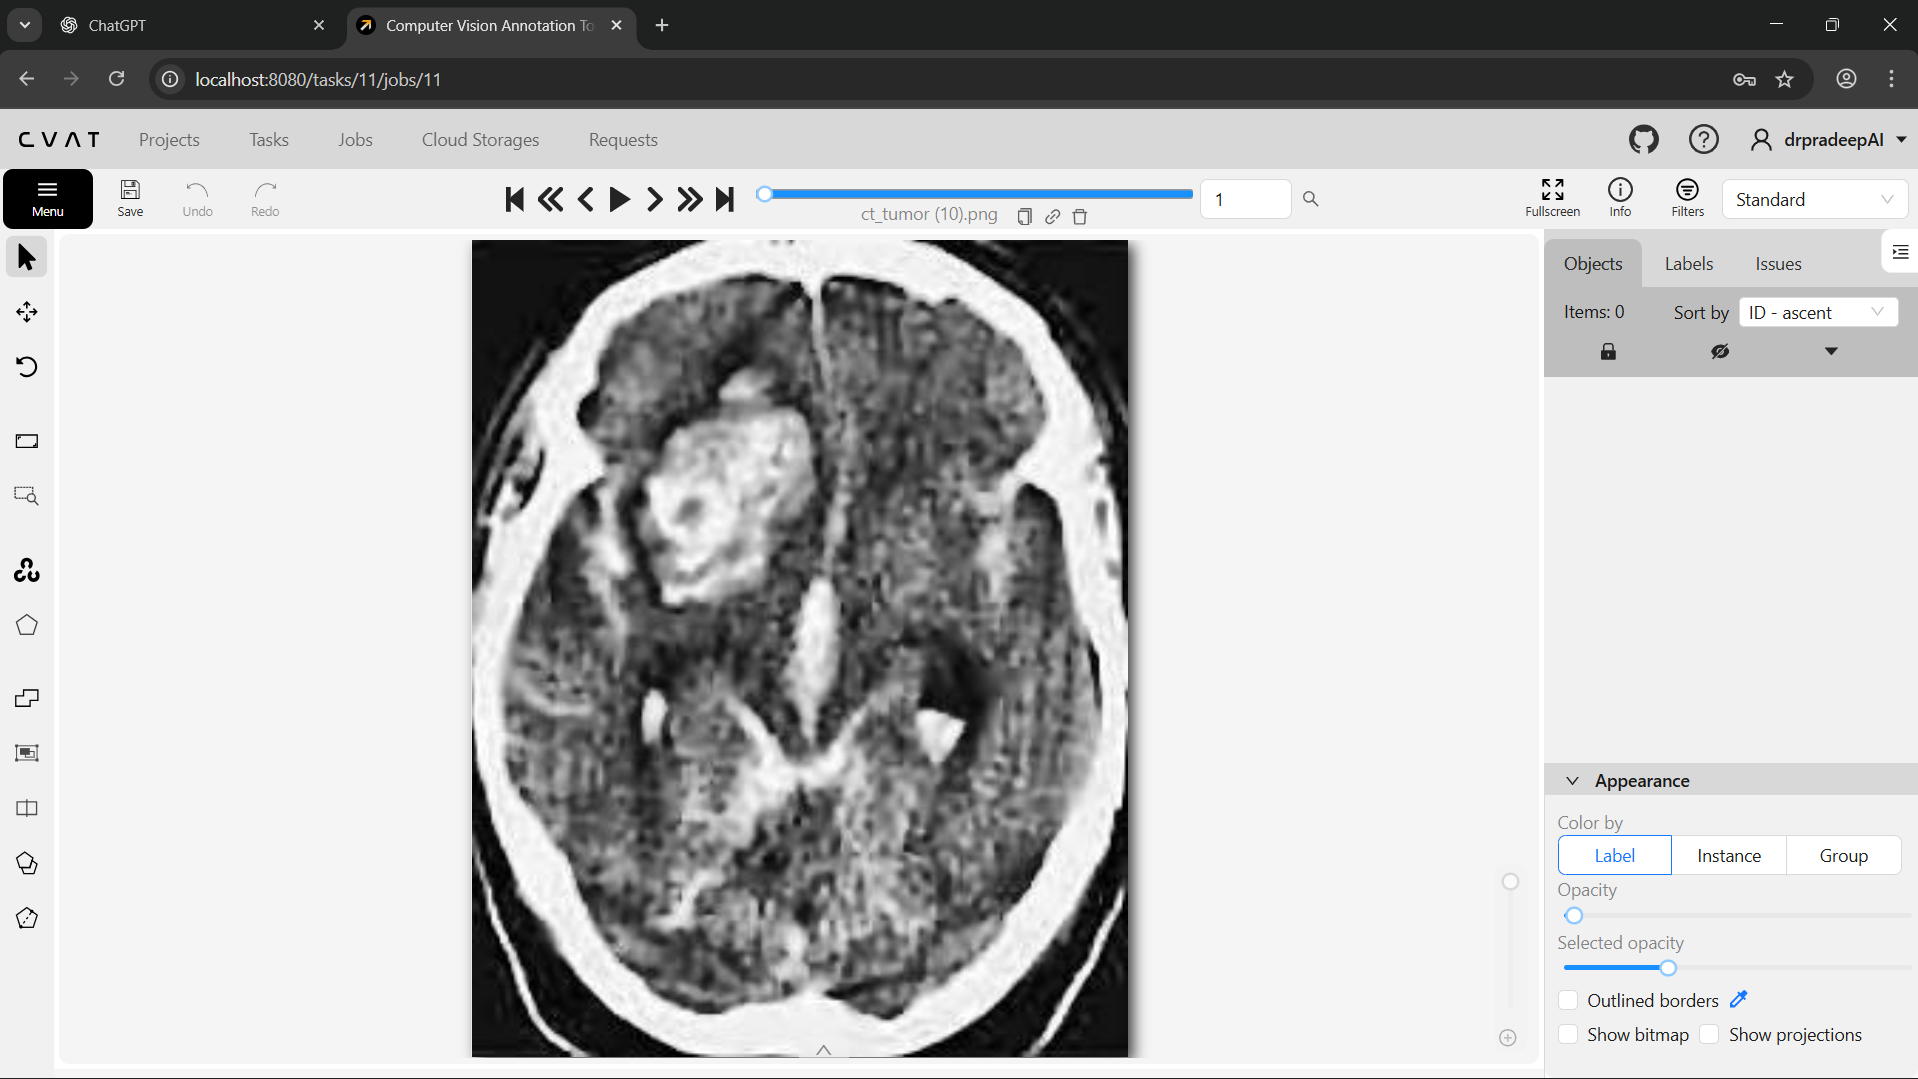 ChatGPT
Computer Vision Annotation To
localhost:8080/tasks/11/jobs/11
CVAT
Projects
Tasks
Jobs
Cloud Storages
Requests
drpradeepAI
Menu
Save
Undo
Redo
ct_tumor (10).png
1
Fullscreen
Info
Filters
Standard
Objects
Labels
Issues
Items: 0
Sort by
ID - ascent
Appearance
Color by
Label
Instance
Group
Opacity
Selected opacity
Outlined borders
Show bitmap
Show projections